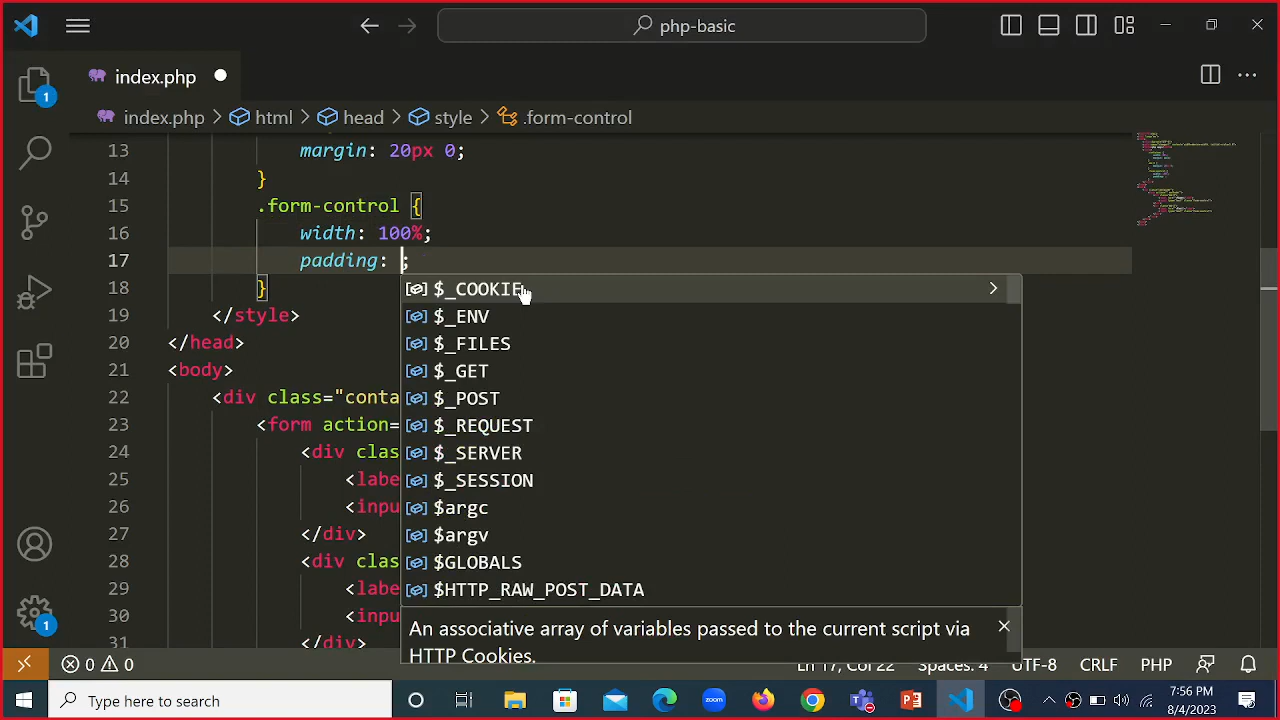 php-basic
index.php
index.php > html > head > style > .form-control
13 margin: 20px 0;
14 }
15 .form-control {
16 width: 100%;
17 padding: ;
18 }
19 </style>
20 </head>
21 <body>
22 <div class="conta
23 <form action=
24 <div clas
25 <labe
26 <inpu
27 </div>
28 <div clas
29 <labe
30 <inpu
31 </div>
$_COOKIE
$_ENV
$_FILES
$_GET
$_POST
$_REQUEST
$_SERVER
$_SESSION
$argc
$argv
$GLOBALS
$HTTP_RAW_POST_DATA
An associative array of variables passed to the current script via
HTTP Cookies.
1
1
0 0 Ln 17, Col 22 Spaces: 4 UTF-8 CRLF PHP
Type here to search
zoom
7:56 PM
8/4/2023